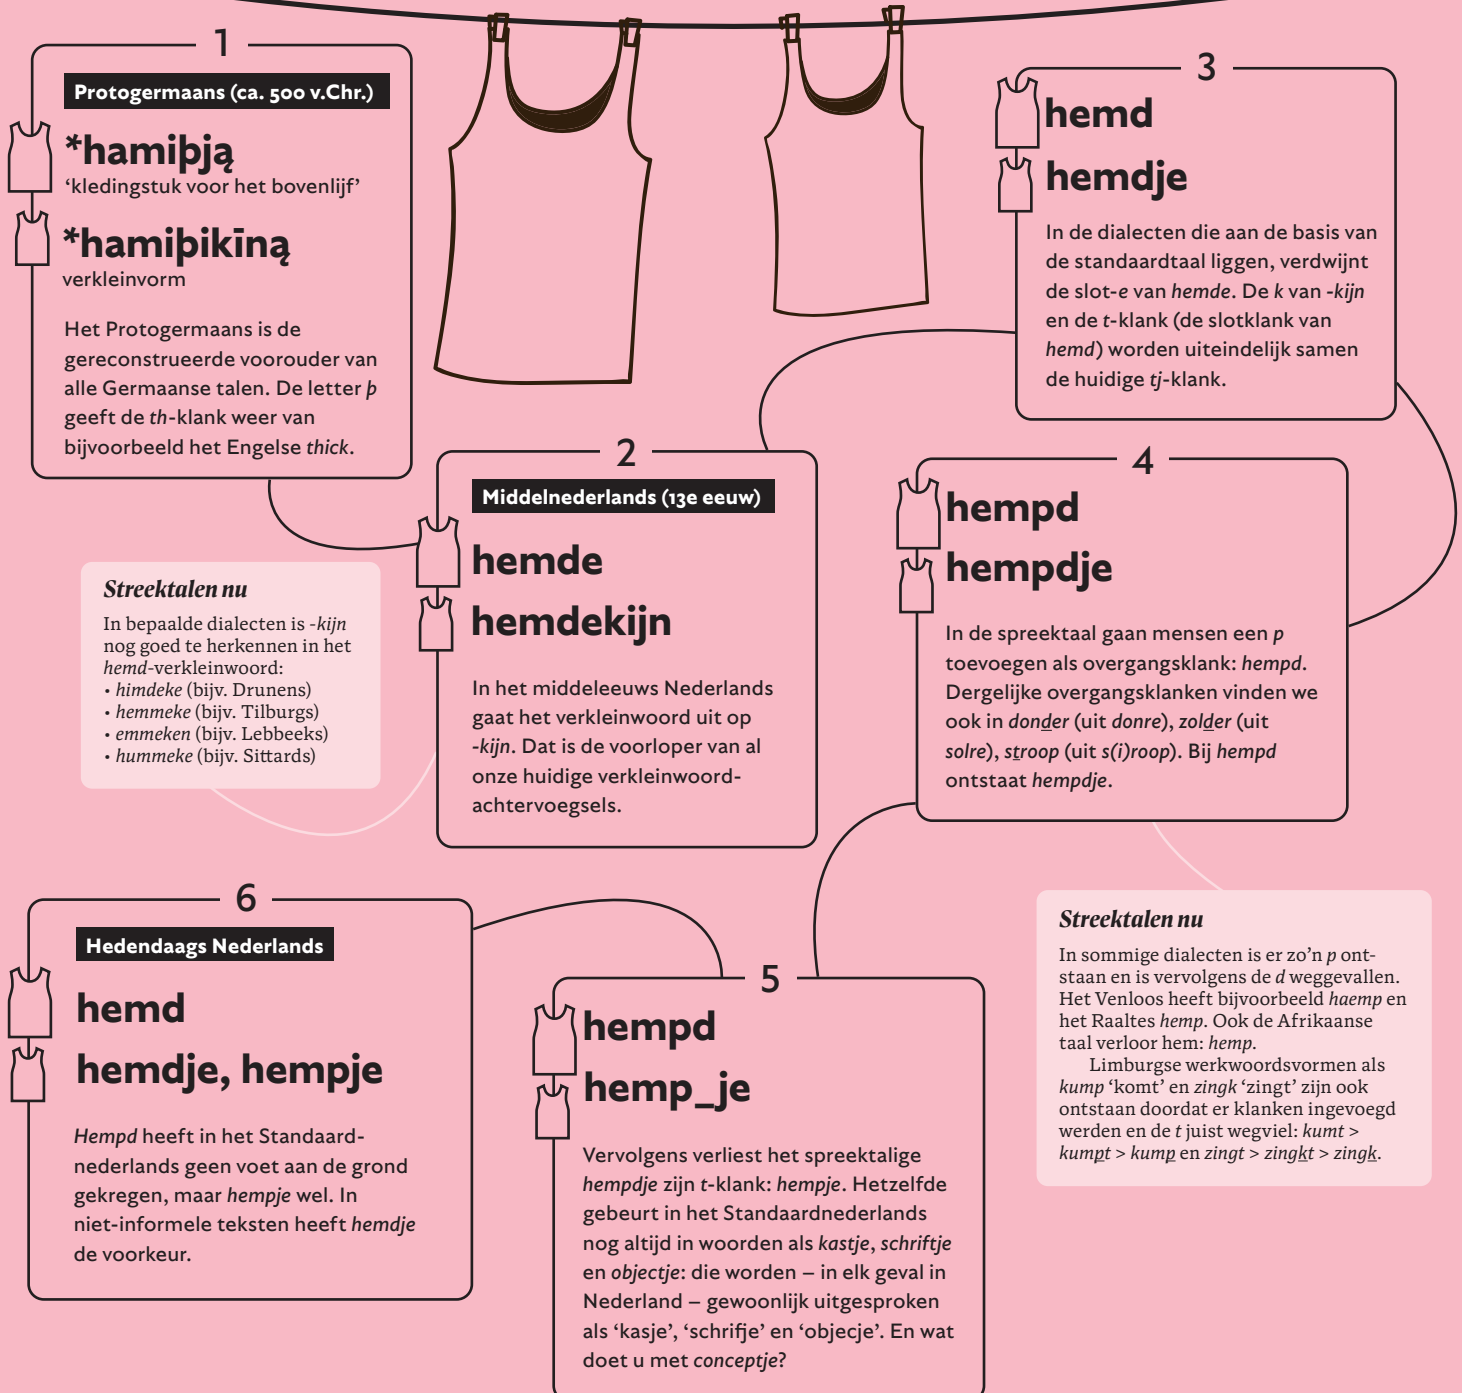 1
Protogermaans (ca. 500 v.Chr.)
*hamiþją
‘kledingstuk voor het bovenlijf’
*hamiþikīną
verkleinvorm
Het Protogermaans is de
gereconstrueerde voorouder van
alle Germaanse talen. De letter þ
geeft de th-klank weer van
bijvoorbeeld het Engelse thick.
2
Middelnederlands (13e eeuw)
hemde
hemdekijn
In het middeleeuws Nederlands
gaat het verkleinwoord uit op
-kijn. Dat is de voorloper van al
onze huidige verkleinwoord-
achtervoegsels.
Streektalen nu
In bepaalde dialecten is -kijn
nog goed te herkennen in het
hemd-verkleinwoord:
• himdeke (bijv. Drunens)
• hemmeke (bijv. Tilburgs)
• emmeken (bijv. Lebbeeks)
• hummeke (bijv. Sittards)
3
hemd
hemdje
In de dialecten die aan de basis van
de standaardtaal liggen, verdwijnt
de slot-e van hemde. De k van -kijn
en de t-klank (de slotklank van
hemd) worden uiteindelijk samen
de huidige tj-klank.
4
hempd
hempdje
In de spreektaal gaan mensen een p
toevoegen als overgangsklank: hempd.
Dergelijke overgangsklanken vinden we
ook in donder (uit donre), zolder (uit
solre), stroop (uit s(i)roop). Bij hempd
ontstaat hempdje.
Streektalen nu
In sommige dialecten is er zo’n p ont-
staan en is vervolgens de d weggevallen.
Het Venloos heeft bijvoorbeeld haemp en
het Raaltes hemp. Ook de Afrikaanse
taal verloor hem: hemp.
Limburgse werkwoordsvormen als
kump ‘komt’ en zingk ‘zingt’ zijn ook
ontstaan doordat er klanken ingevoegd
werden en de t juist wegviel: kumt >
kumpt > kump en zingt > zingkt > zingk.
5
hempd
hemp_je
Vervolgens verliest het spreektalige
hempdje zijn t-klank: hempje. Hetzelfde
gebeurt in het Standaardnederlands
nog altijd in woorden als kastje, schriftje
en objectje: die worden – in elk geval in
Nederland – gewoonlijk uitgesproken
als ‘kasje’, ‘schrifje’ en ‘objecje’. En wat
doet u met conceptje?
6
Hedendaags Nederlands
hemd
hemdje, hempje
Hempd heeft in het Standaard-
nederlands geen voet aan de grond
gekregen, maar hempje wel. In
niet-informele teksten heeft hemdje
de voorkeur.